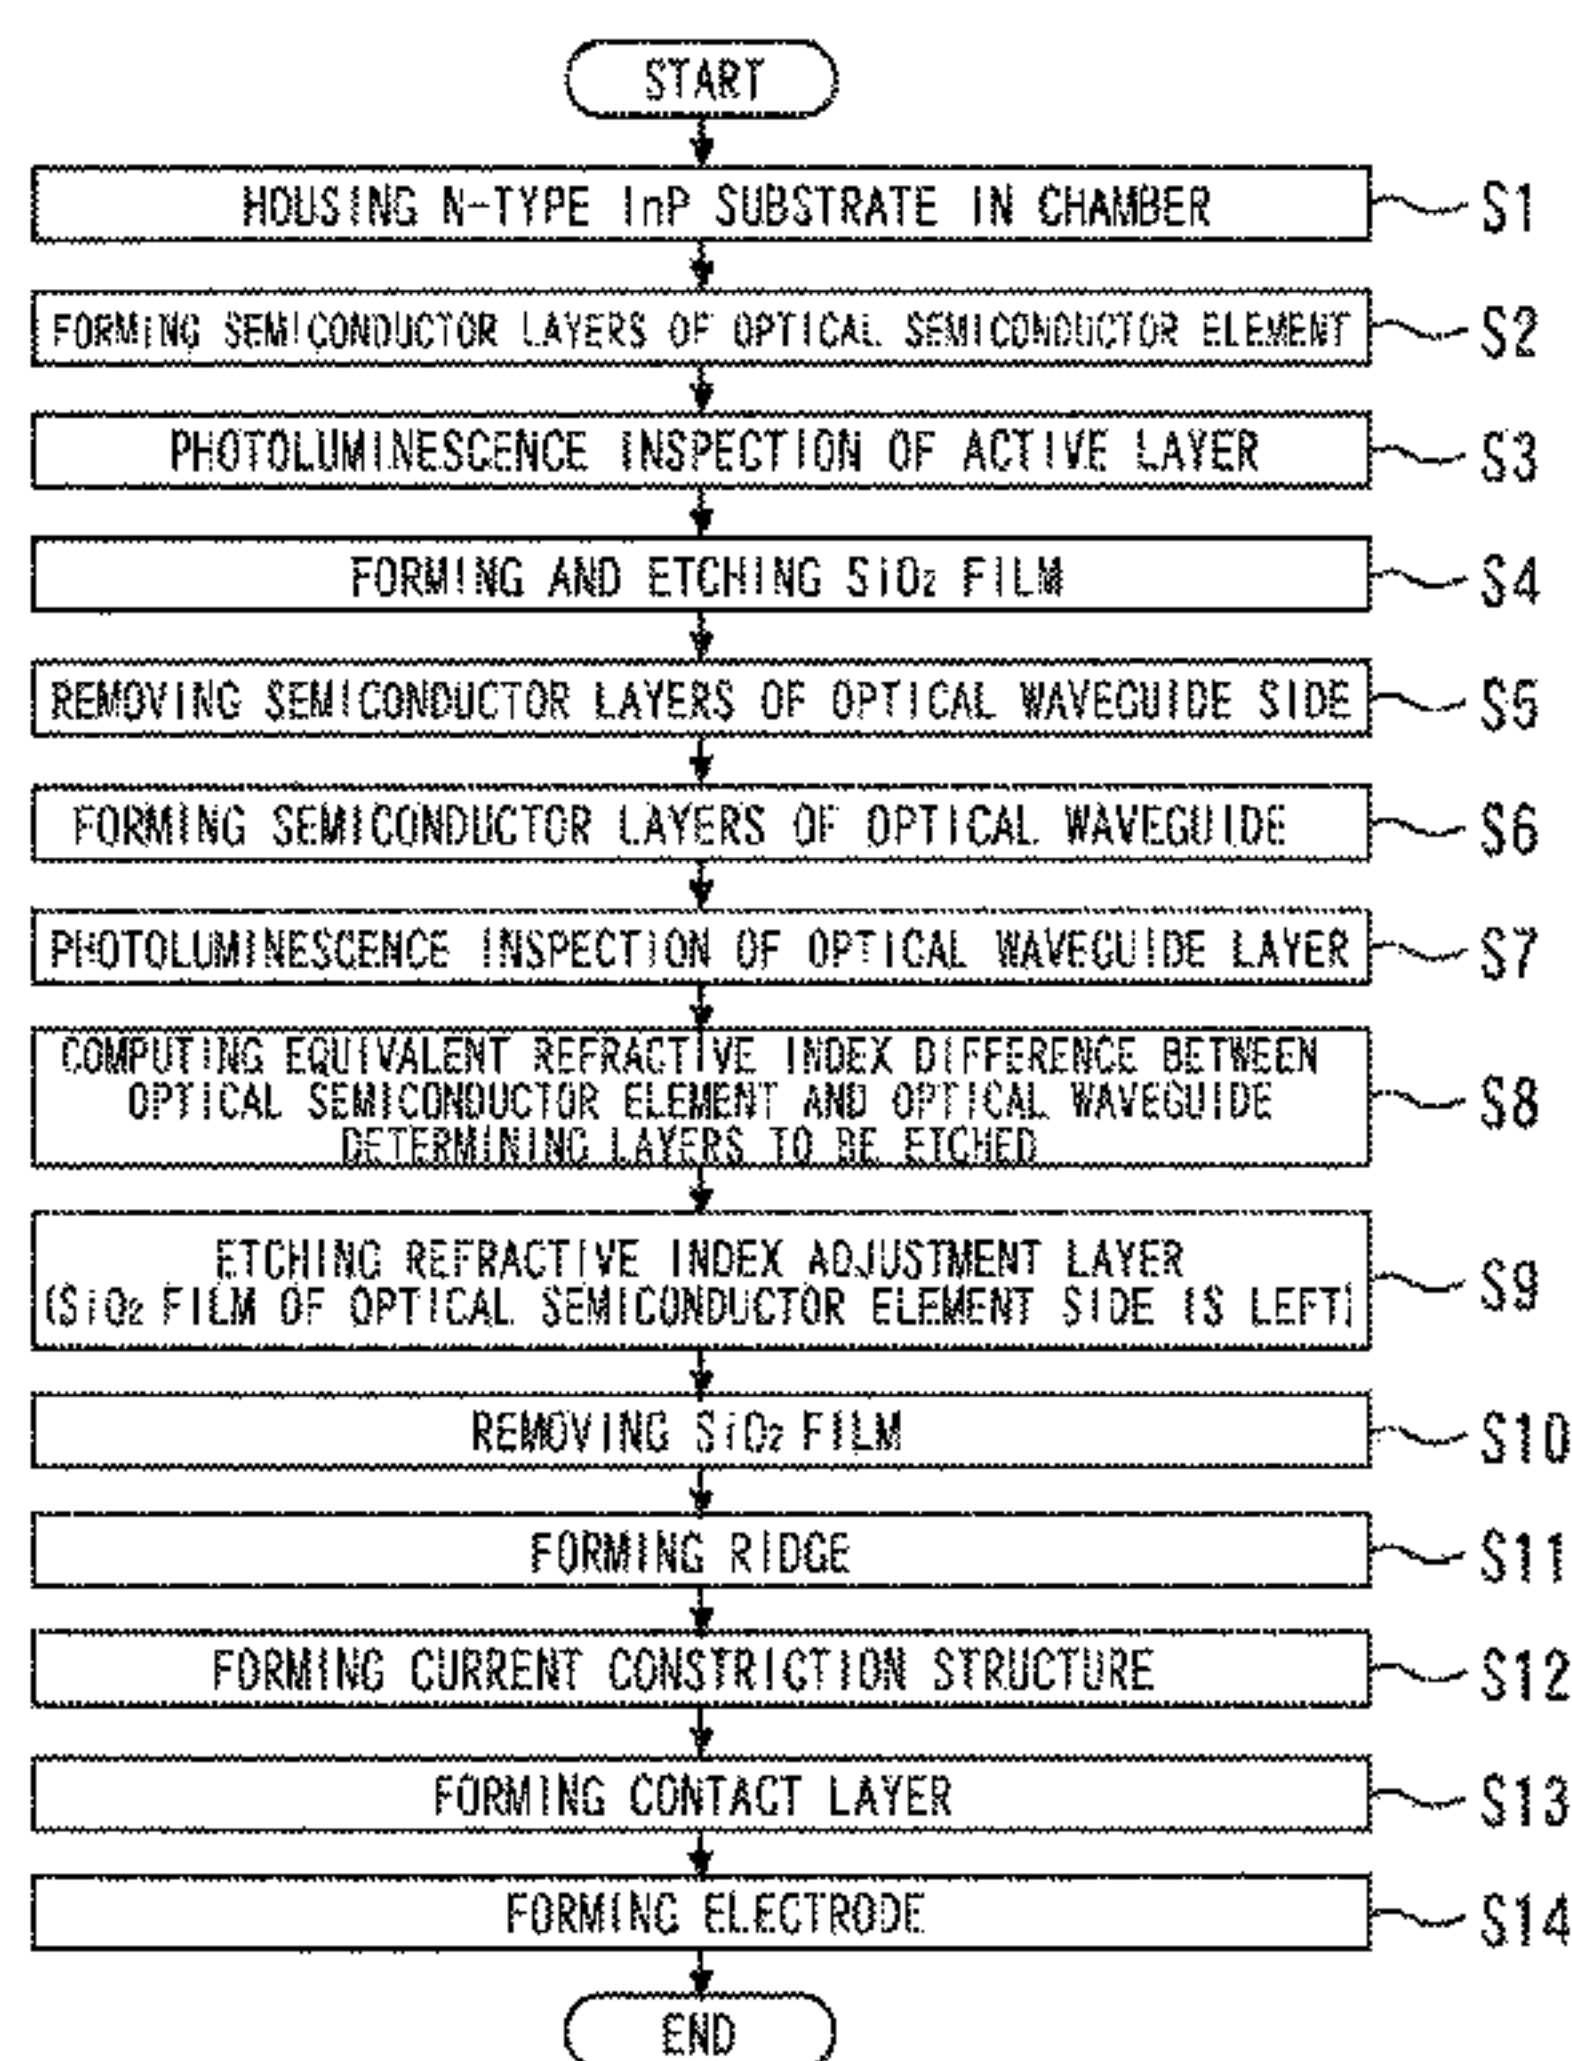 START
HOUSING N-TYPE InP SUBSTRATE IN CHAMBER
S1
FORMING SEMICONDUCTOR LAYERS OF OPTICAL SEMICONDUCTOR ELEMENT
S2
PHOTOLUMINESCENCE INSPECTION OF ACTIVE LAYER
S3
FORMING AND ETCHING SiO₂ FILM
S4
REMOVING SEMICONDUCTOR LAYERS OF OPTICAL WAVEGUIDE SIDE
S5
FORMING SEMICONDUCTOR LAYERS OF OPTICAL WAVEGUIDE
S6
PHOTOLUMINESCENCE INSPECTION OF OPTICAL WAVEGUIDE LAYER
S7
COMPUTING EQUIVALENT REFRACTIVE INDEX DIFFERENCE BETWEEN
OPTICAL SEMICONDUCTOR ELEMENT AND OPTICAL WAVEGUIDE
DETERMINING LAYERS TO BE ETCHED
S8
ETCHING REFRACTIVE INDEX ADJUSTMENT LAYER
(SiO₂ FILM OF OPTICAL SEMICONDUCTOR ELEMENT SIDE IS LEFT)
S9
REMOVING SiO₂ FILM
S10
FORMING RIDGE
S11
FORMING CURRENT CONSTRICTION STRUCTURE
S12
FORMING CONTACT LAYER
S13
FORMING ELECTRODE
S14
END